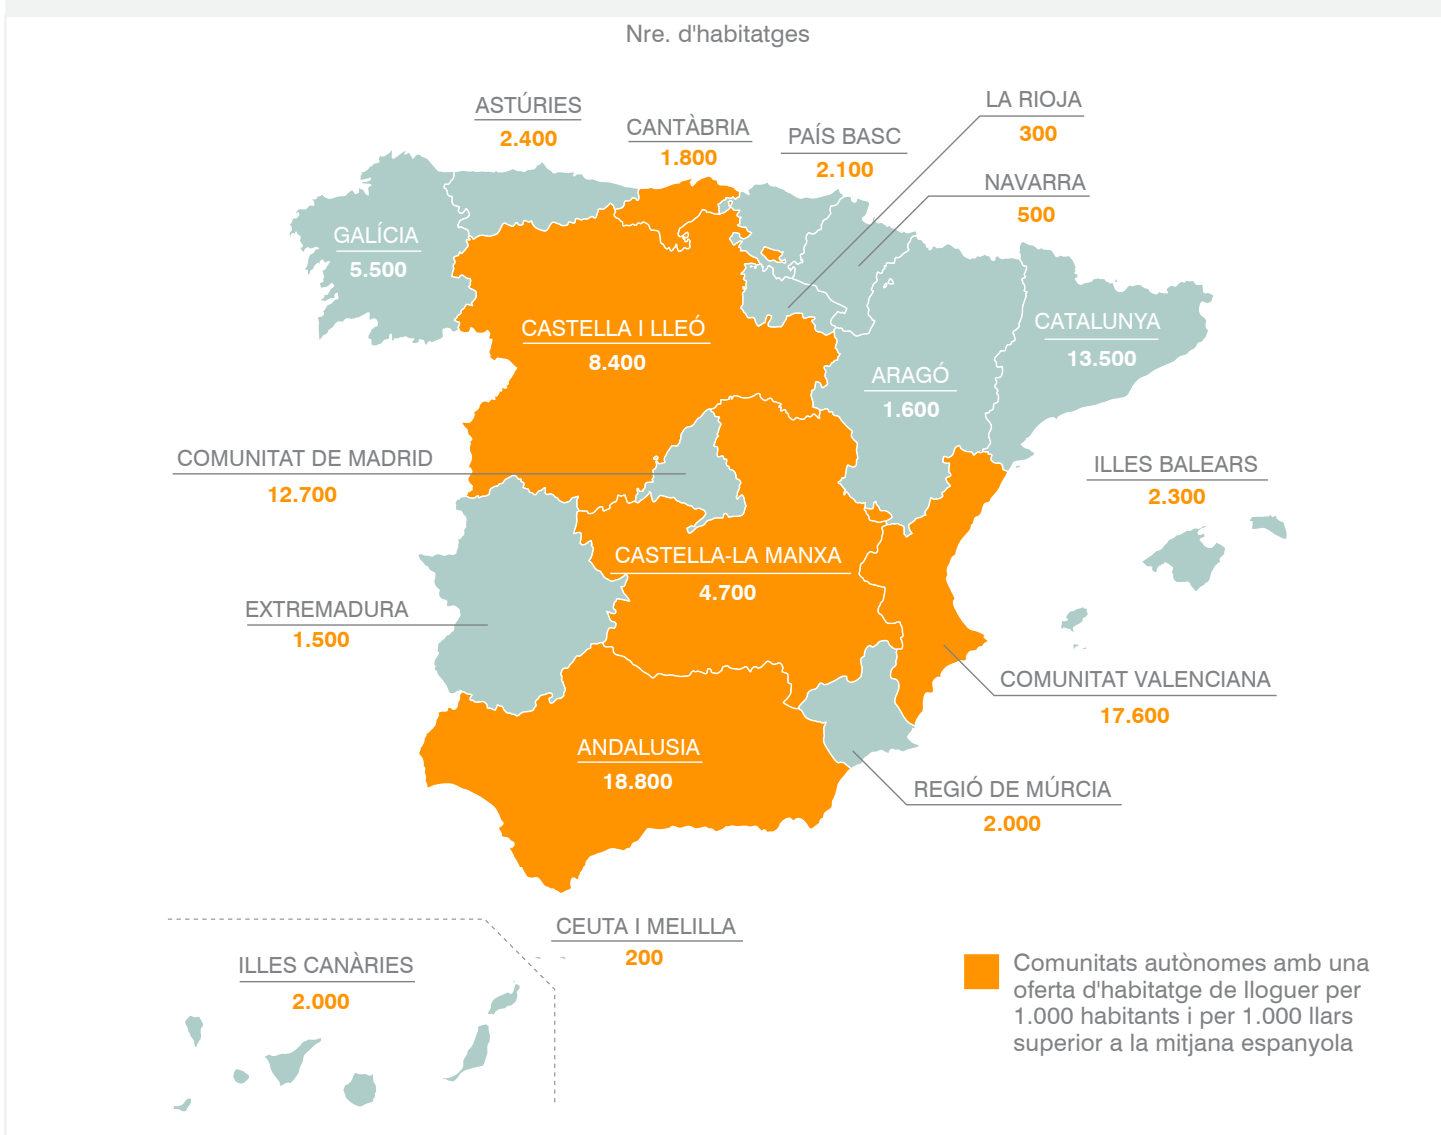 Nre. d'habitatges
ASTÚRIES
2.400
CANTÀBRIA
1.800
PAÍS BASC
2.100
LA RIOJA
300
NAVARRA
500
GALÍCIA
5.500
CASTELLA I LLEÓ
8.400
ARAGÓ
1.600
CATALUNYA
13.500
COMUNITAT DE MADRID
12.700
ILLES BALEARS
2.300
CASTELLA-LA MANXA
4.700
EXTREMADURA
1.500
COMUNITAT VALENCIANA
17.600
ANDALUSIA
18.800
REGIÓ DE MÚRCIA
2.000
CEUTA I MELILLA
200
ILLES CANÀRIES
2.000
Comunitats autònomes amb una
oferta d'habitatge de lloguer per
1.000 habitants i per 1.000 llars
superior a la mitjana espanyola